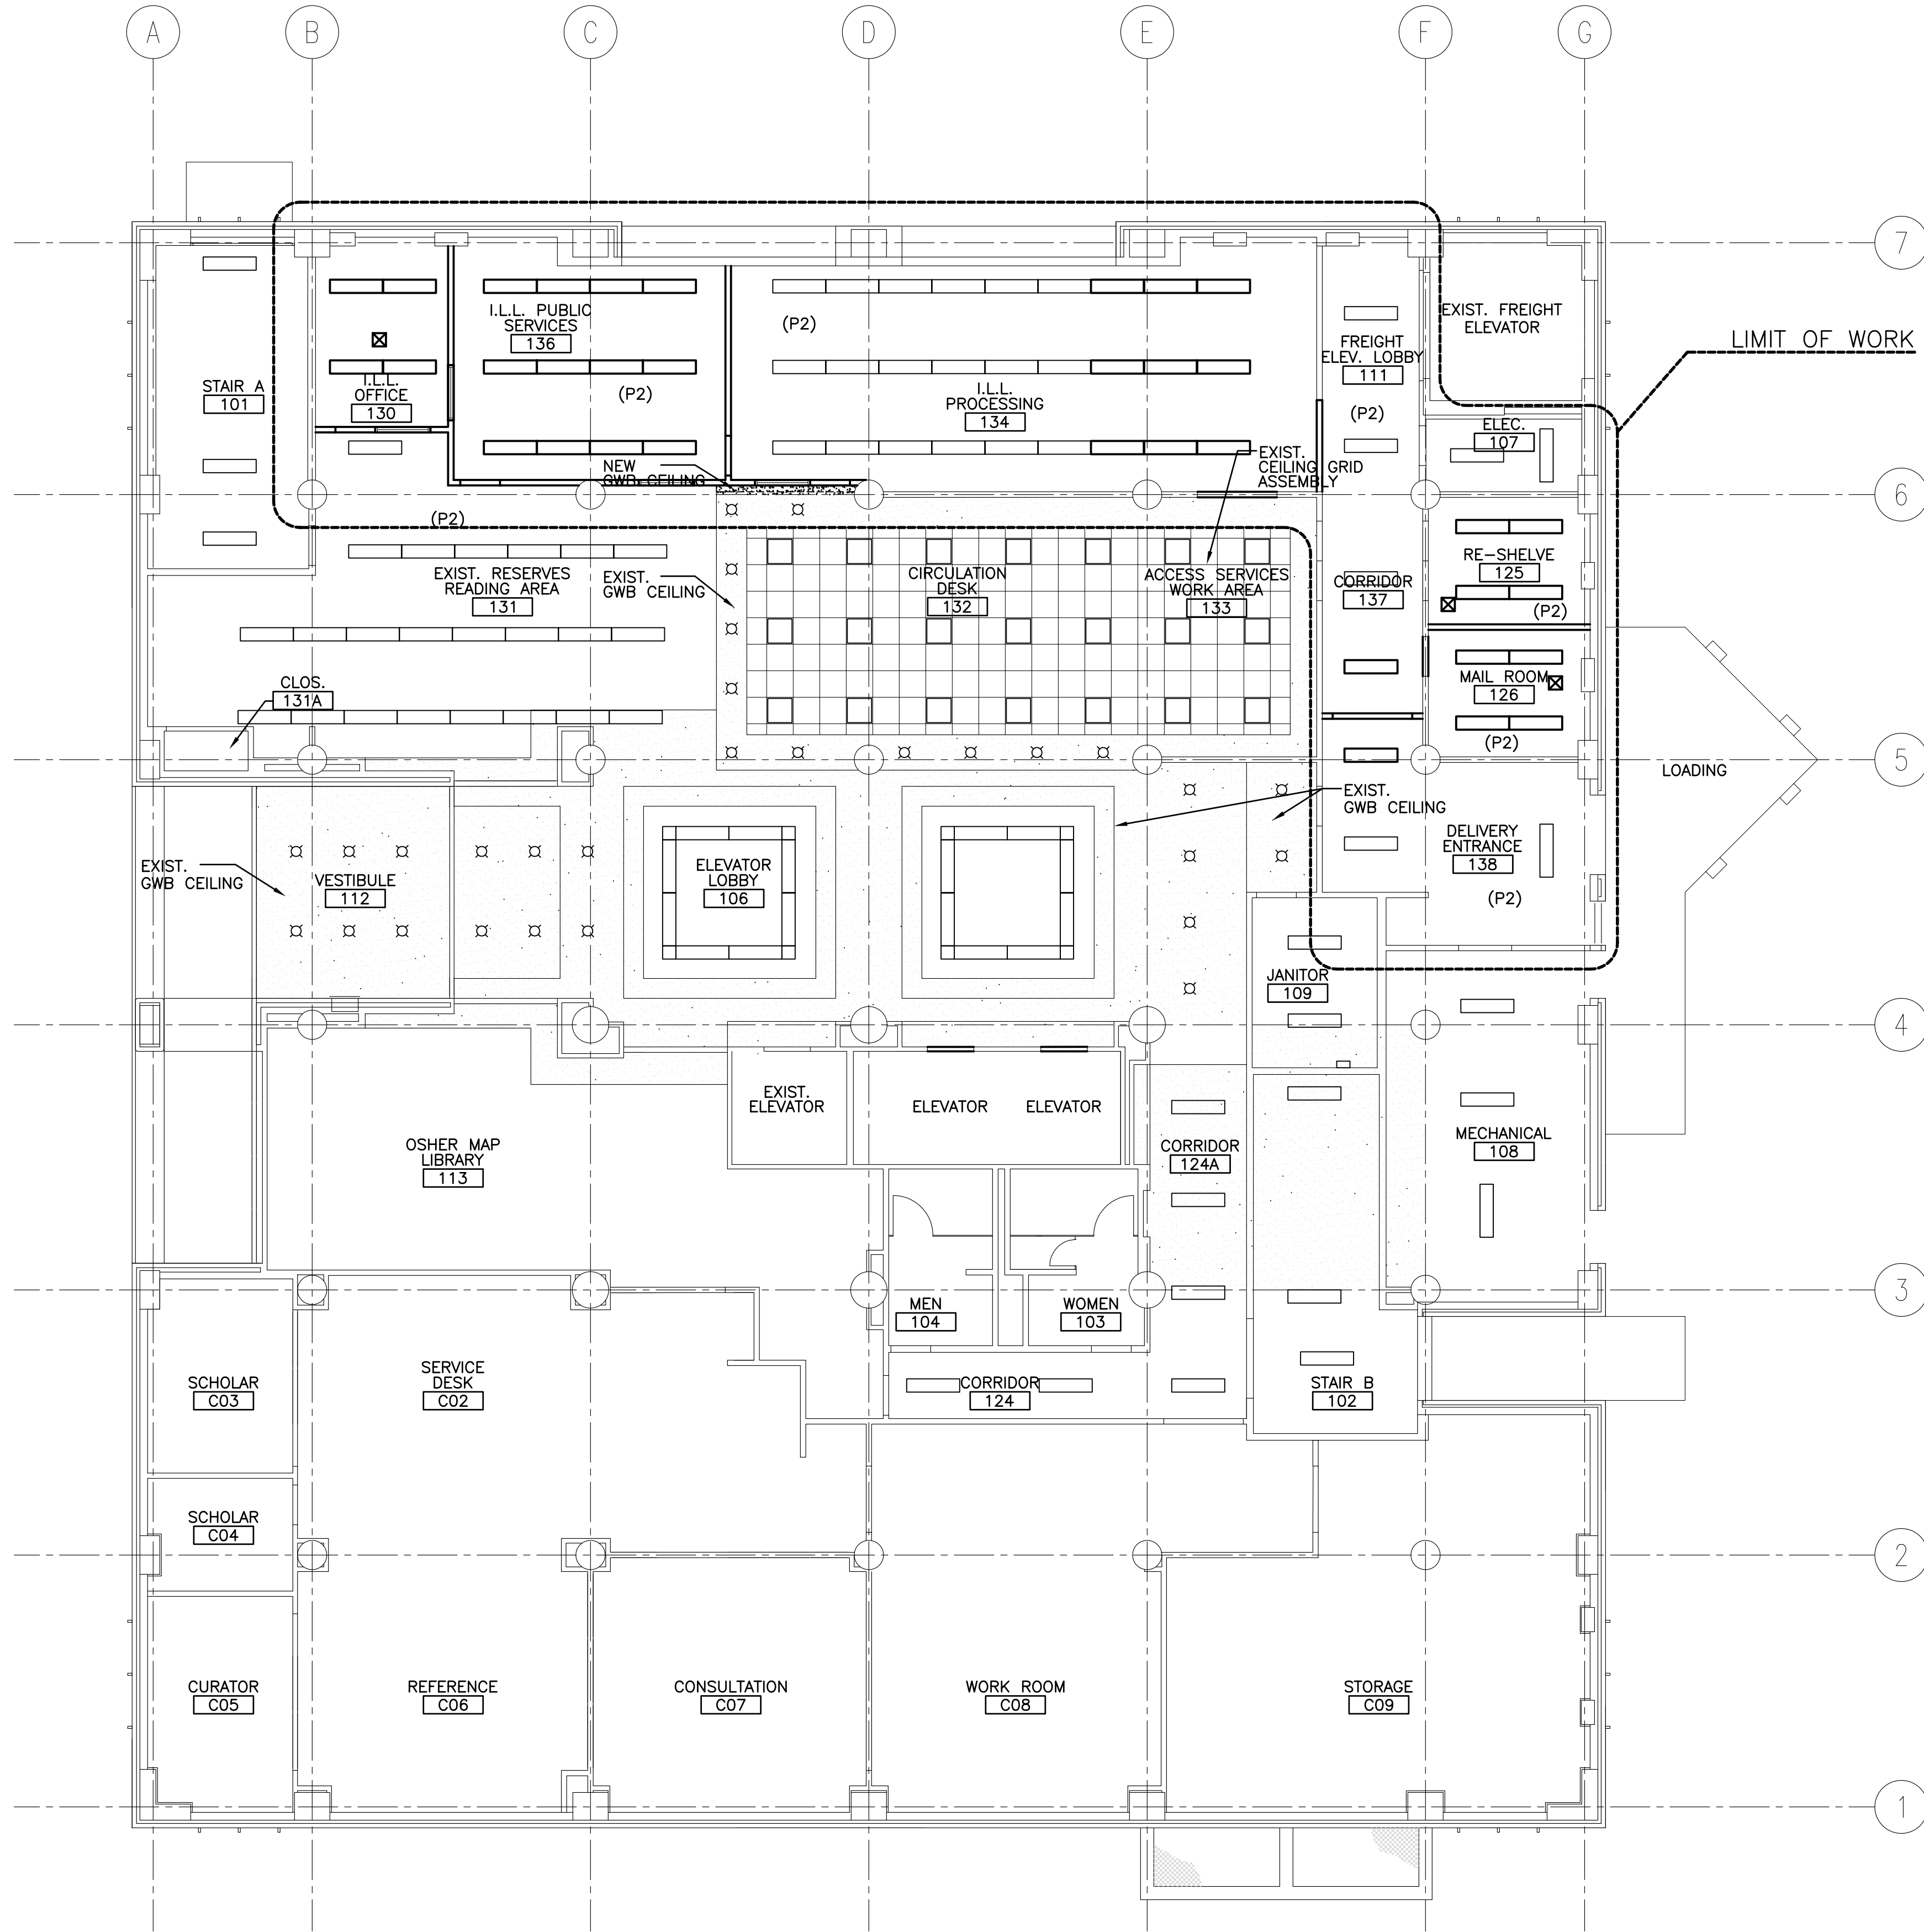 A
B
C
D
E
F
G
7
LIMIT OF WORK
EXIST. FREIGHT
ELEVATOR
I.L.L. PUBLIC
SERVICES
136
(P2)
(P2)
FREIGHT
ELEV. LOBBY
111
(P2)
STAIR A
101
I.L.L.
OFFICE
130
I.L.L.
PROCESSING
134
ELEC.
107
NEW
GWB CEILING
EXIST.
CEILING GRID
ASSEMBLY
6
(P2)
EXIST. RESERVES
READING AREA
131
EXIST.
GWB CEILING
CIRCULATION
DESK
132
ACCESS SERVICES
WORK AREA
133
CORRIDOR
137
RE-SHELVE
125
(P2)
CLOS.
131A
MAIL ROOM
126
(P2)
5
LOADING
EXIST.
GWB CEILING
EXIST.
GWB CEILING
VESTIBULE
112
ELEVATOR
LOBBY
106
DELIVERY
ENTRANCE
138
(P2)
JANITOR
109
4
EXIST.
ELEVATOR
ELEVATOR
ELEVATOR
OSHER MAP
LIBRARY
113
CORRIDOR
124A
MECHANICAL
108
3
MEN
104
WOMEN
103
SCHOLAR
C03
SERVICE
DESK
C02
CORRIDOR
124
STAIR B
102
SCHOLAR
C04
2
CURATOR
C05
REFERENCE
C06
CONSULTATION
C07
WORK ROOM
C08
STORAGE
C09
1